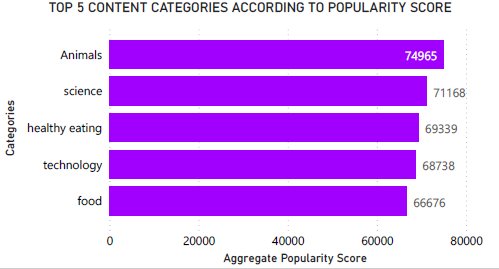 TOP 5 CONTENT CATEGORIES ACCORDING TO POPULARITY SCORE
Categories
Animals 74965
science 71168
healthy eating 69339
technology 68738
food 66676
0 20000 40000 60000 80000
Aggregate Popularity Score